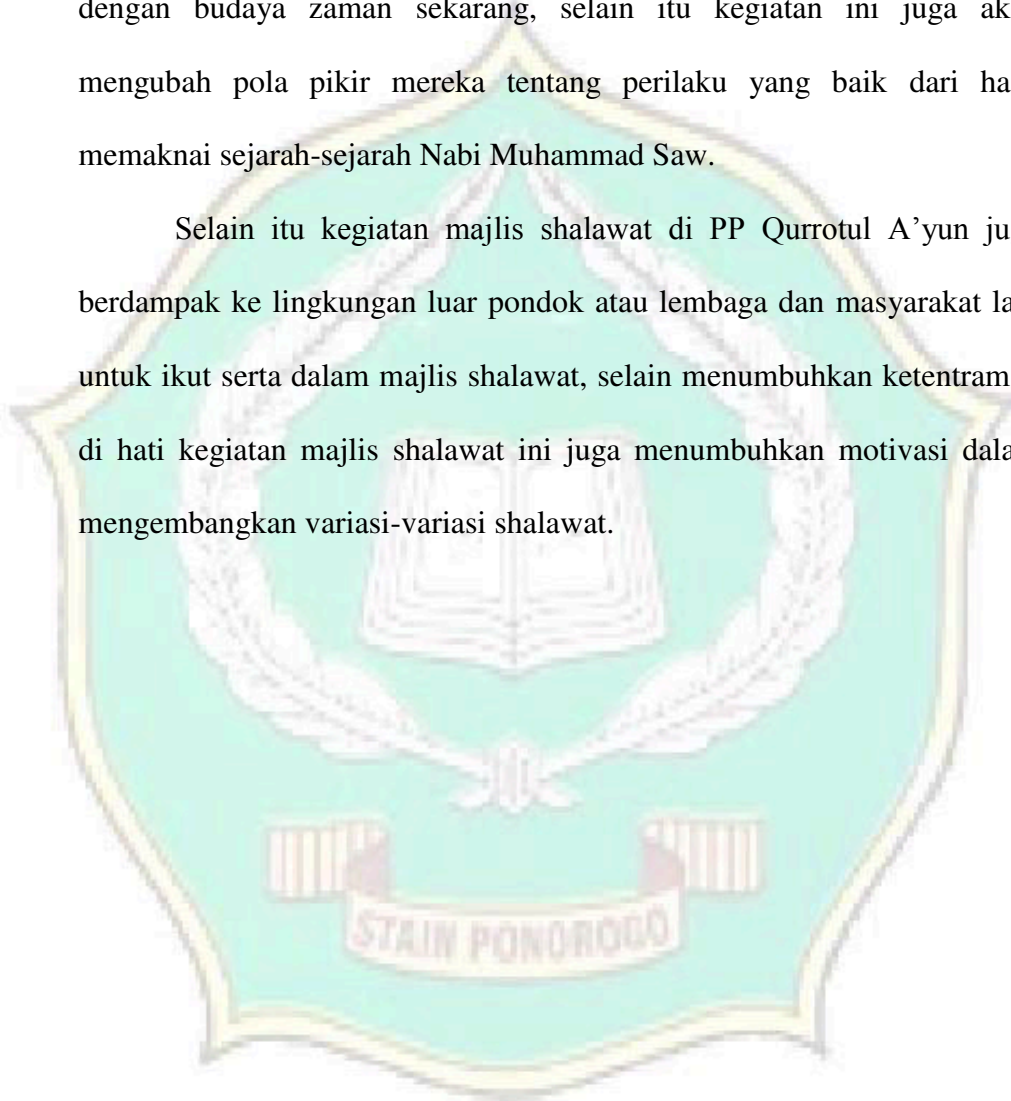 dengan budaya zaman sekarang, selain itu kegiatan ini juga ak
mengubah pola pikir mereka tentang perilaku yang baik dari ha
memaknai sejarah-sejarah Nabi Muhammad Saw.
Selain itu kegiatan majlis shalawat di PP Qurrotul A’yun ju
berdampak ke lingkungan luar pondok atau lembaga dan masyarakat la
untuk ikut serta dalam majlis shalawat, selain menumbuhkan ketentram
di hati kegiatan majlis shalawat ini juga menumbuhkan motivasi dala
mengembangkan variasi-variasi shalawat.
STAIN PONOROGO